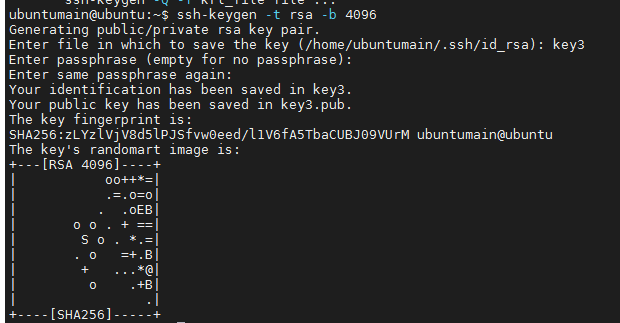 ssh-keygen -Q -f krl_file file ...
ubuntumain@ubuntu:~$ ssh-keygen -t rsa -b 4096
Generating public/private rsa key pair.
Enter file in which to save the key (/home/ubuntumain/.ssh/id_rsa): key3
Enter passphrase (empty for no passphrase):
Enter same passphrase again:
Your identification has been saved in key3.
Your public key has been saved in key3.pub.
The key fingerprint is:
SHA256:zLYzlVjV8d5lPJSfvw0eed/l1V6fA5TbaCUBJ09VUrM ubuntumain@ubuntu
The key's randomart image is:
+---[RSA 4096]----+
|           oo++*=|
|           .=.o=o|
|          .  .oEB|
|       o o . + ==|
|        S o . *.=|
|       . o   =+.B|
|        +   ...*@|
|         o    .+B|
|                .|
+----[SHA256]-----+